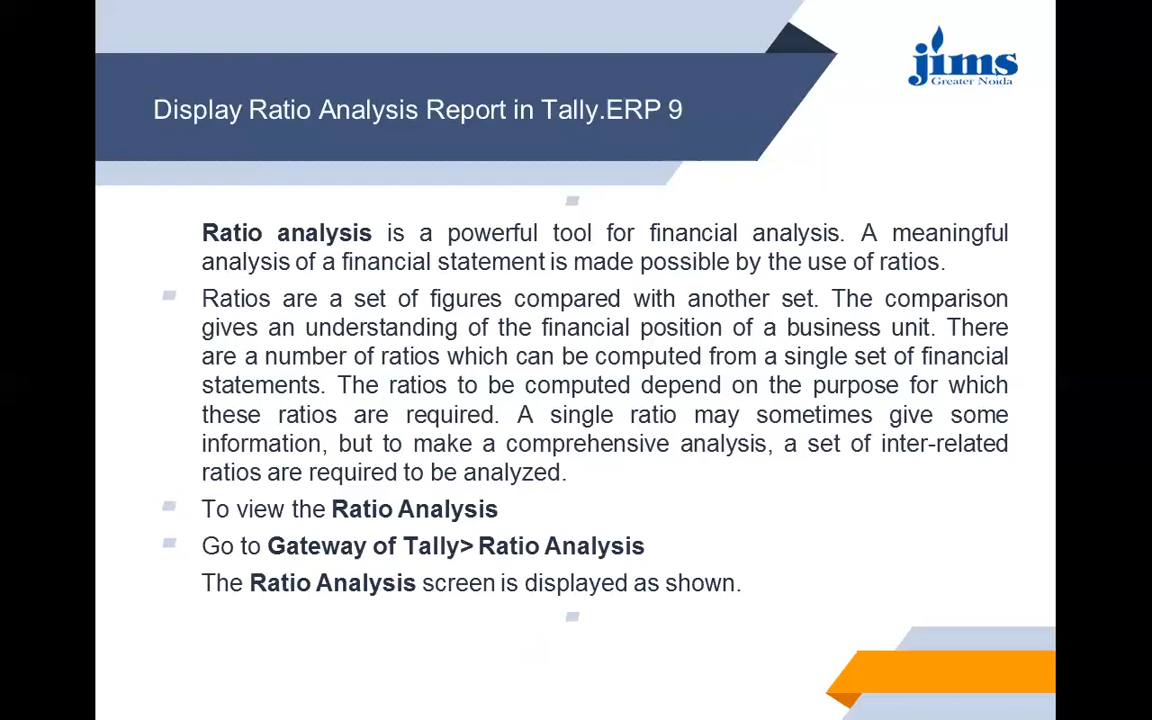 jims
Greater Noida
Display Ratio Analysis Report in Tally.ERP 9
Ratio analysis is a powerful tool for financial analysis. A meaningful
analysis of a financial statement is made possible by the use of ratios.
Ratios are a set of figures compared with another set. The comparison
gives an understanding of the financial position of a business unit. There
are a number of ratios which can be computed from a single set of financial
statements. The ratios to be computed depend on the purpose for which
these ratios are required. A single ratio may sometimes give some
information, but to make a comprehensive analysis, a set of inter-related
ratios are required to be analyzed.
To view the Ratio Analysis
Go to Gateway of Tally> Ratio Analysis
The Ratio Analysis screen is displayed as shown.